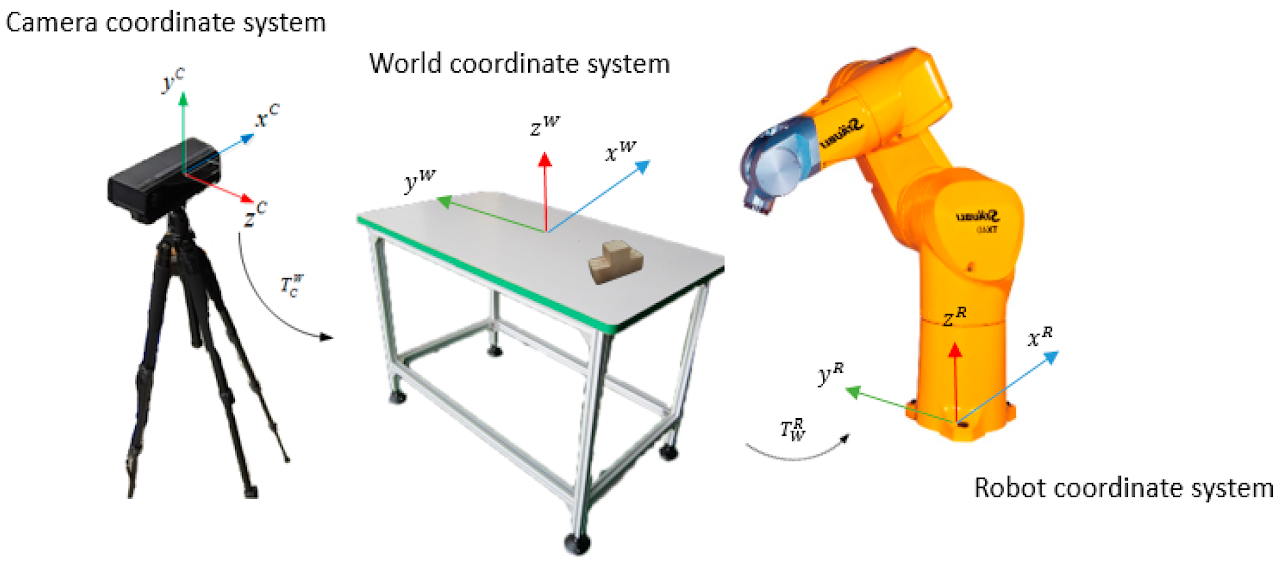 Camera coordinate system
World coordinate system
y^C
x^C
z^C
T_C^W
z^W
x^W
y^W
z^R
x^R
y^R
T_W^R
Robot coordinate system